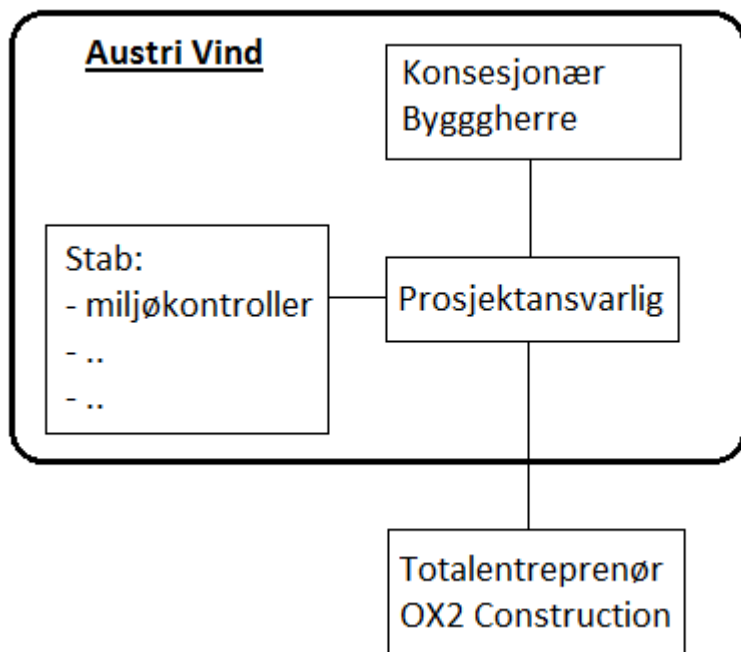 Austri Vind
Konsesjonær
Bygggherre
Stab:
- miljøkontroller
- ..
- ..
Prosjektansvarlig
Totalentreprenør
OX2 Construction